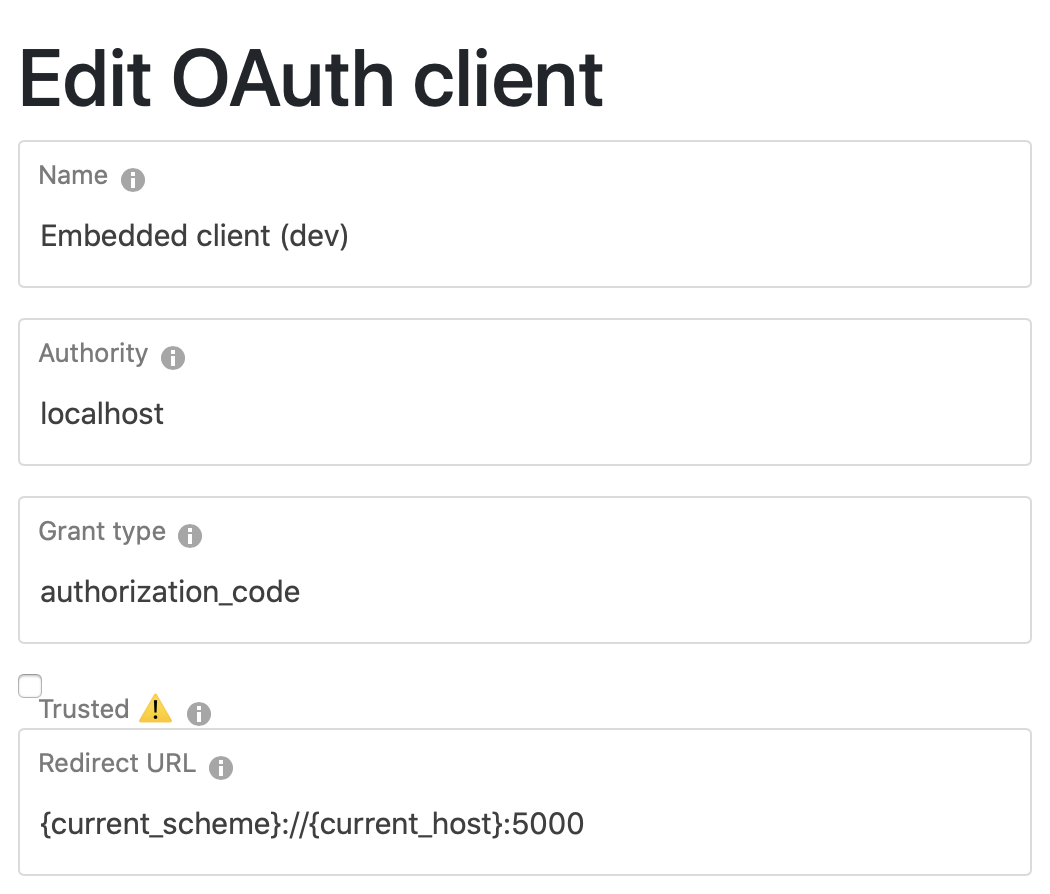 Edit OAuth client
Name
Embedded client (dev)
Authority
localhost
Grant type
authorization_code
Trusted ⚠️
Redirect URL
{current_scheme}://{current_host}:5000